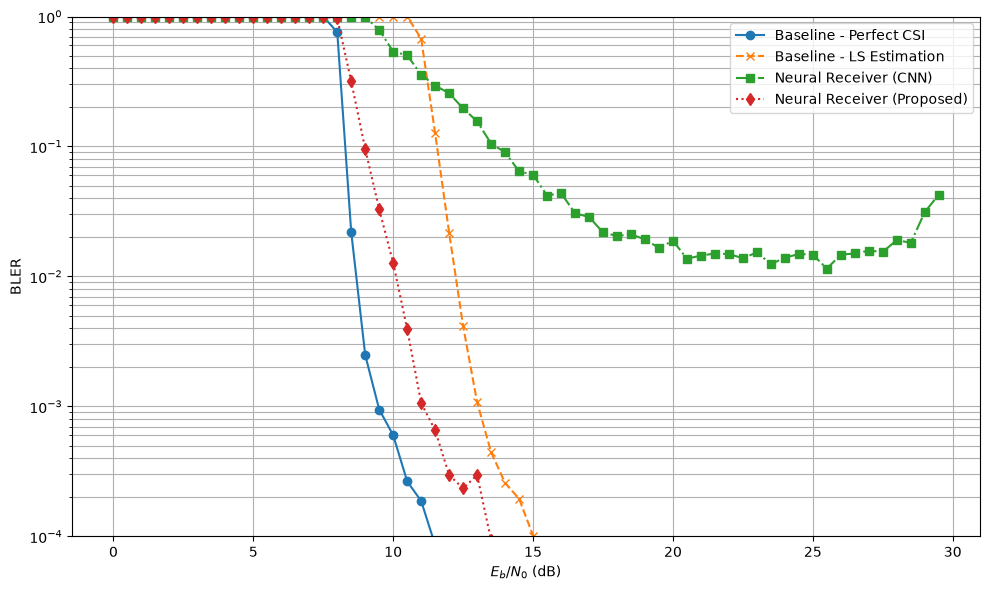 Baseline - Perfect CSI
Baseline - LS Estimation
Neural Receiver (CNN)
Neural Receiver (Proposed)
BLER
10⁰
10⁻¹
10⁻²
10⁻³
10⁻⁴
0 5 10 15 20 25 30
E_b/N_0 (dB)